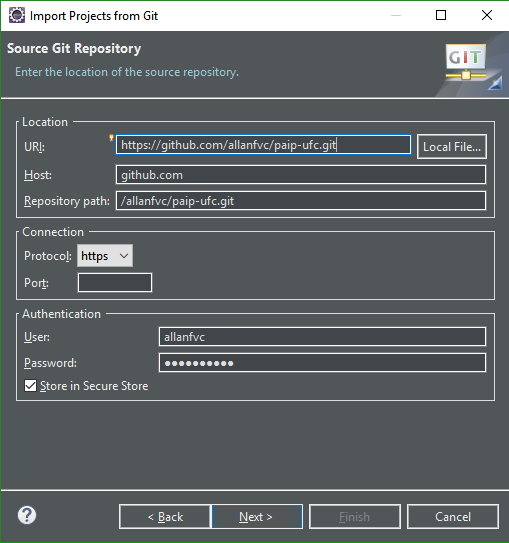 Import Projects from Git
Source Git Repository
Enter the location of the source repository.
GIT
Location
URI: https://github.com/allanfvc/paip-ufc.git Local File...
Host: github.com
Repository path: /allanfvc/paip-ufc.git
Connection
Protocol: https
Port:
Authentication
User: allanfvc
Password: ●●●●●●●●●●
Store in Secure Store
? < Back Next > Finish Cancel